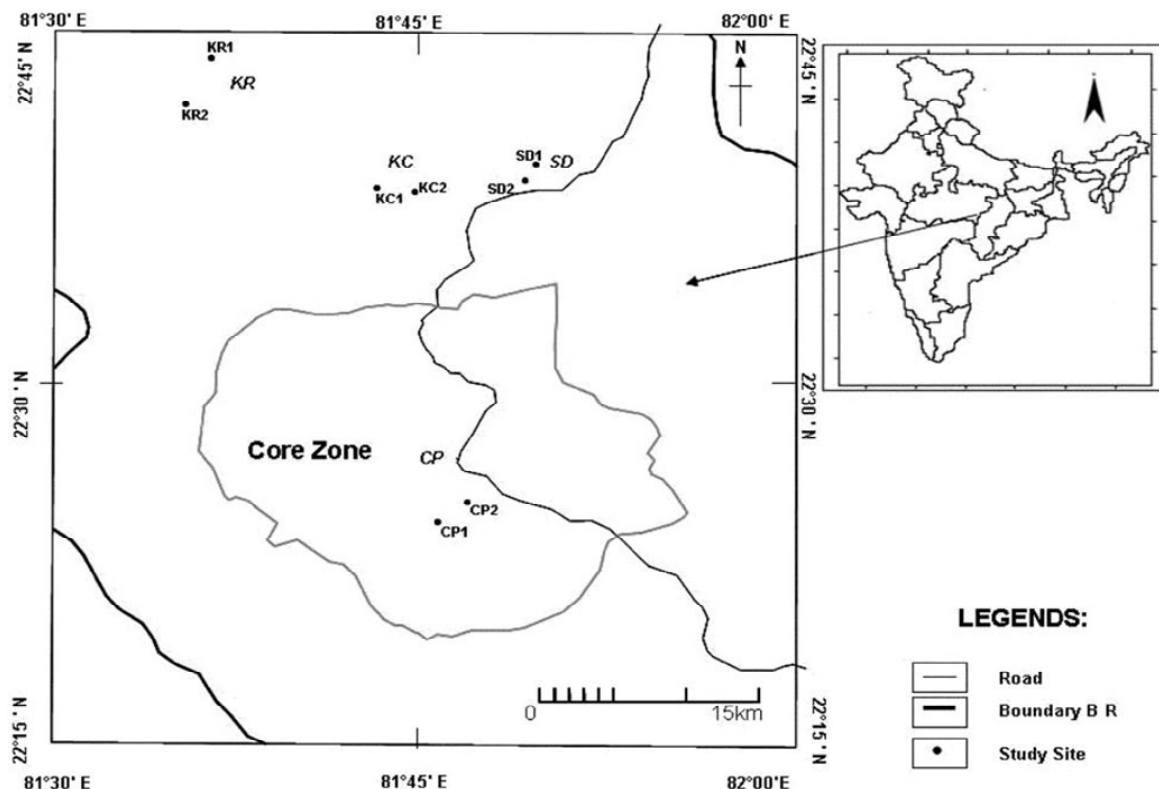 81°30' E
81°45' E
82°00' E
22°45' N
22°45' N
N
KR1
KR
KR2
KC
KC1
KC2
SD1
SD
SD2
22°30' N
22°30' N
Core Zone
CP
CP2
CP1
0
15km
22°15' N
22°15' N
81°30' E
81°45' E
82°00' E
LEGENDS:
Road
Boundary B R
Study Site